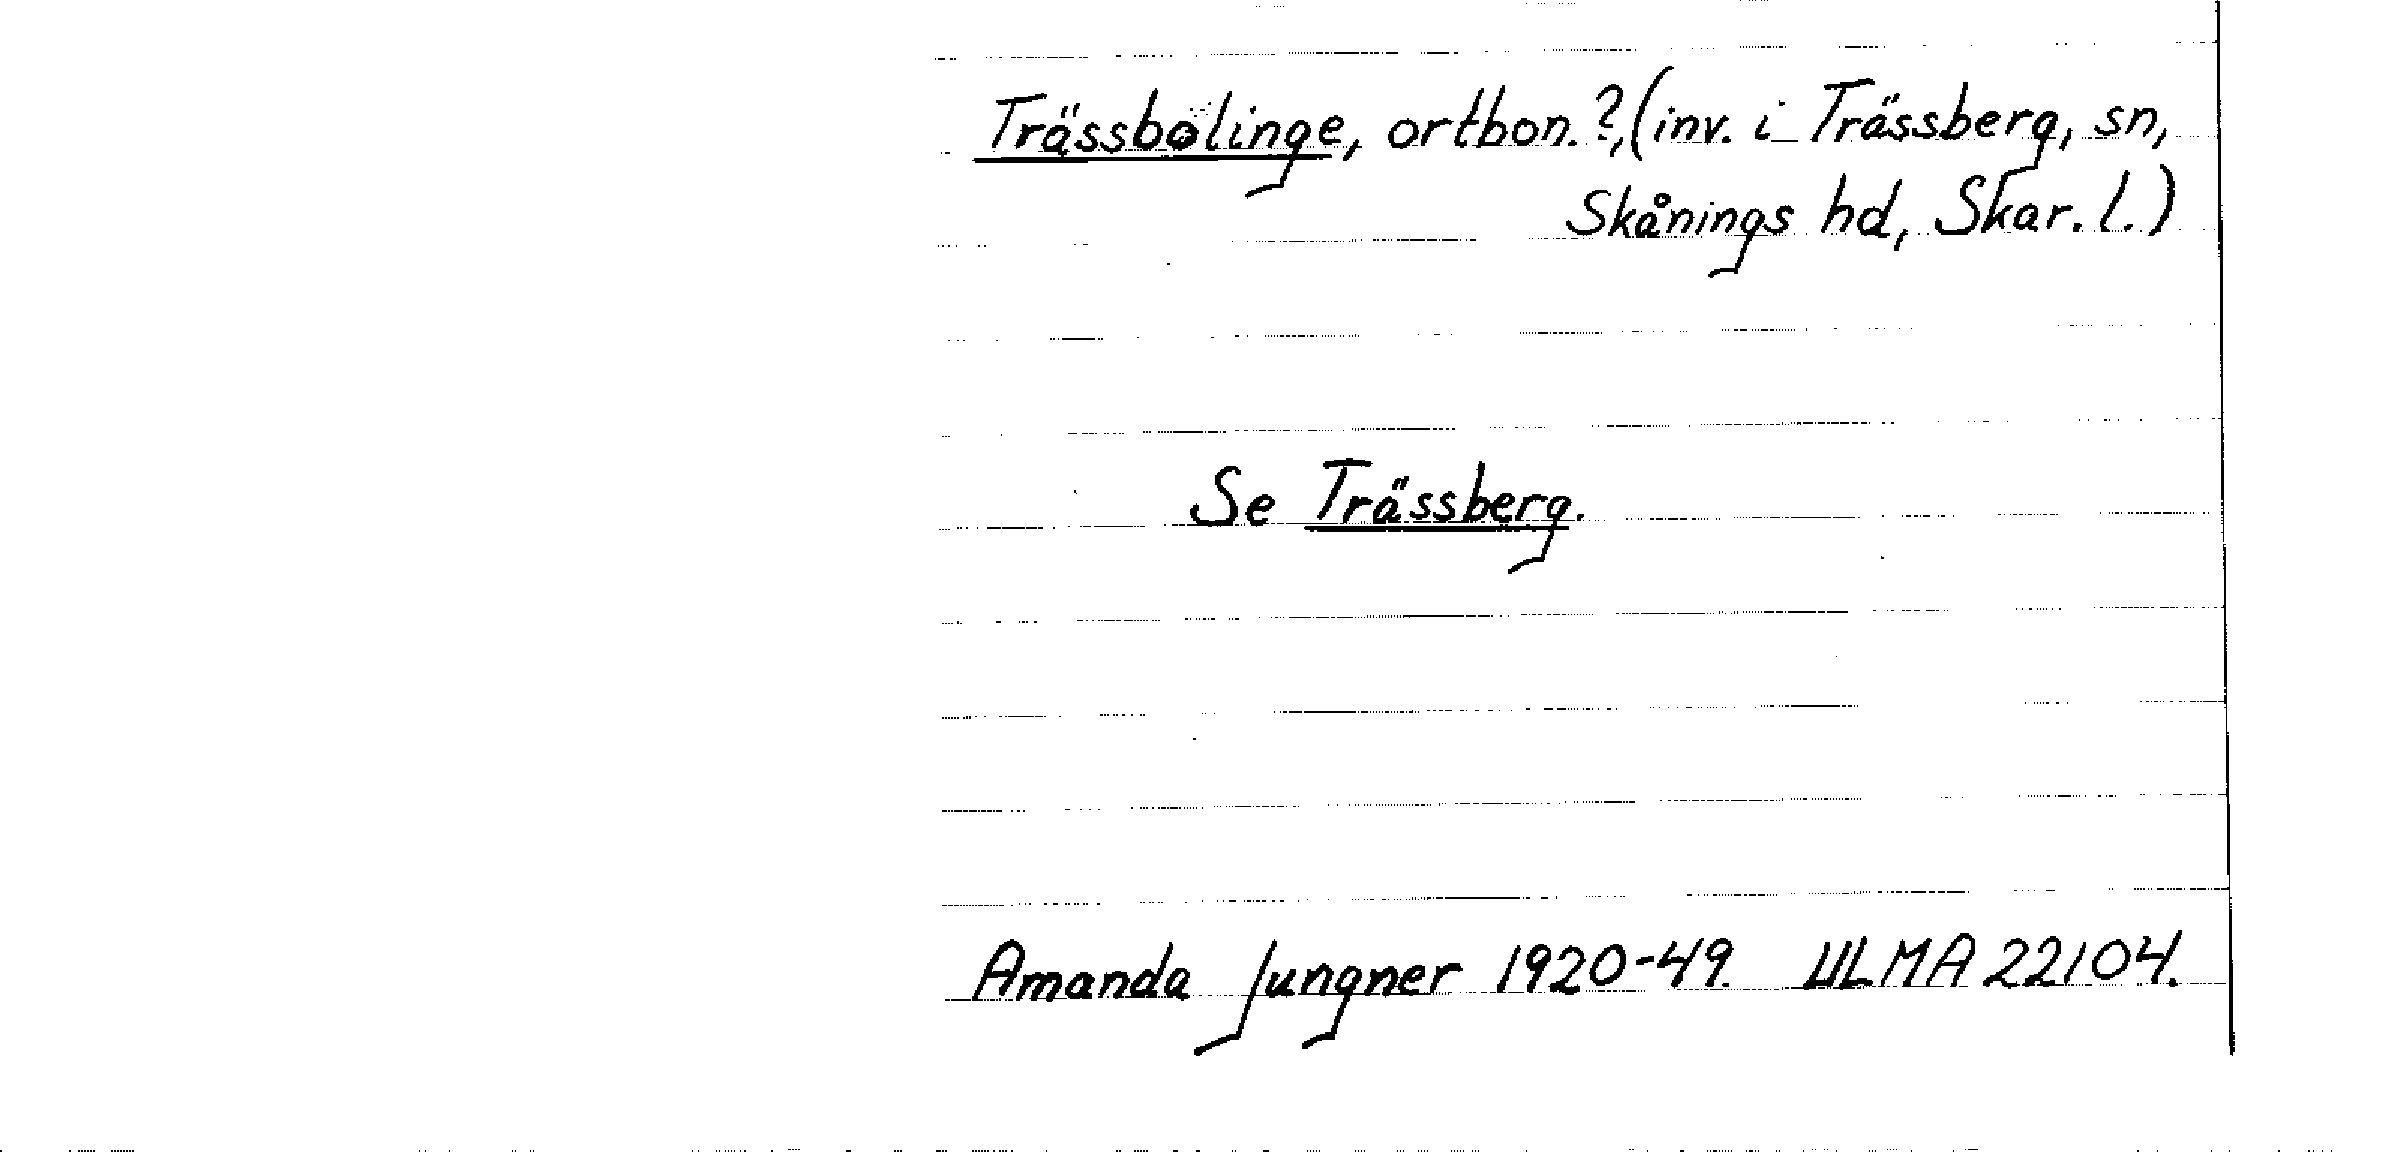 Trässbolinge, ortbon.?, (inv. i Trässberg, sn,
Skånings hd, Skar. l.)
Se Trässberg.
Amanda Jungner 1920-49. ULMA 22104.